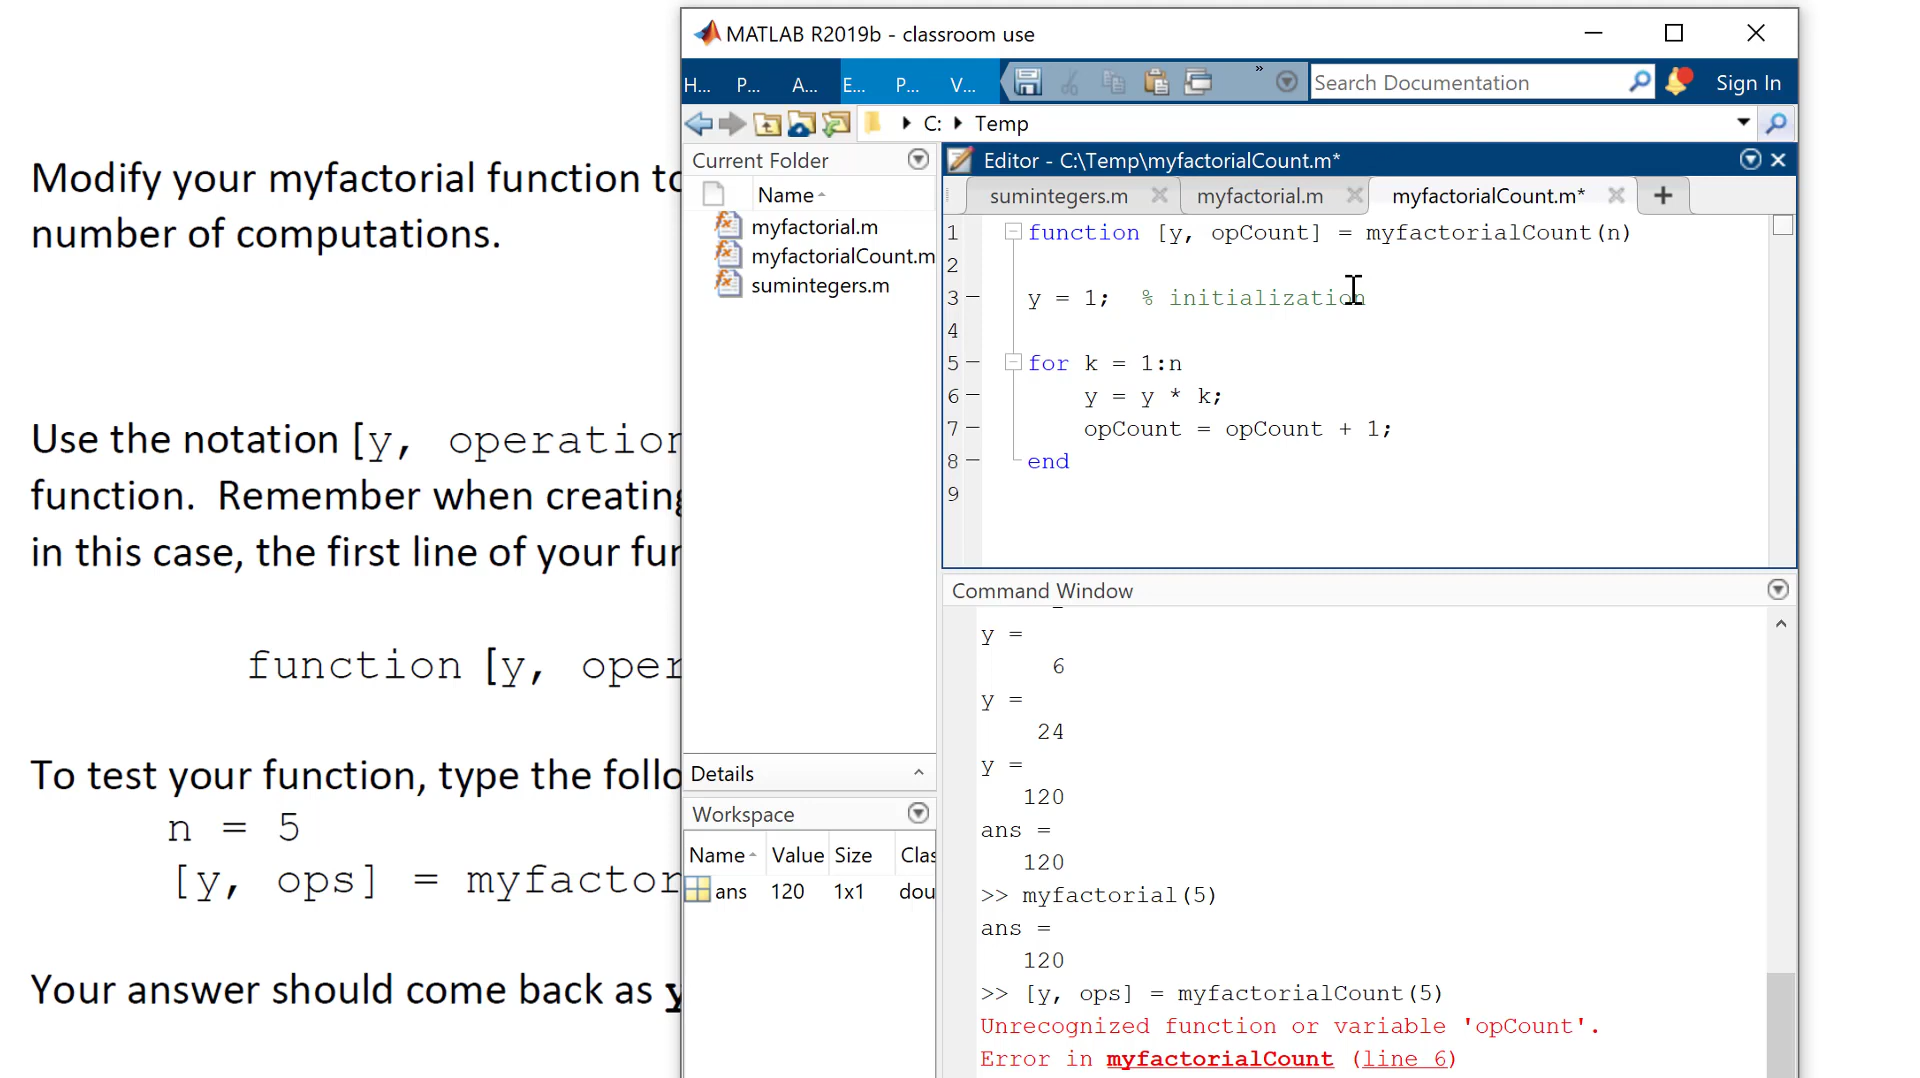 Modify your myfactorial function to
number of computations.
Use the notation [y, operation
function. Remember when creating
in this case, the first line of your fun
function [y, oper
To test your function, type the follo
n = 5
[y, ops] = myfactor
Your answer should come back as y
MATLAB R2019b - classroom use
H... P... A... E... P... V... » Search Documentation Sign In
C: Temp
Current Folder
Name
myfactorial.m
myfactorialCount.m
sumintegers.m
Details
Workspace
Name Value Size Clas
ans 120 1x1 dou
Editor - C:\Temp\myfactorialCount.m*
sumintegers.m myfactorial.m myfactorialCount.m* +
1 function [y, opCount] = myfactorialCount(n)
2
3 y = 1; % initialization
4
5 for k = 1:n
6 y = y * k;
7 opCount = opCount + 1;
8 end
9
Command Window
y =
6
y =
24
y =
120
ans =
120
>> myfactorial(5)
ans =
120
>> [y, ops] = myfactorialCount(5)
Unrecognized function or variable 'opCount'.
Error in myfactorialCount (line 6)